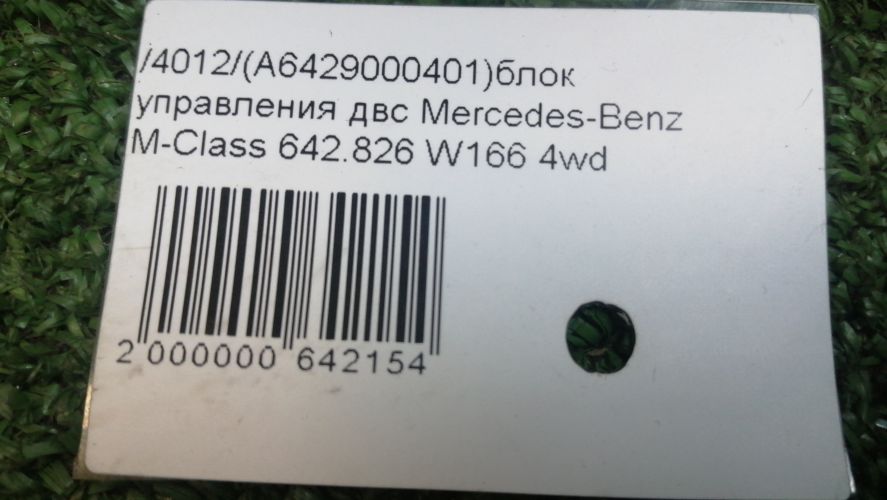 /4012/(A6429000401)блок
управления двс Mercedes-Benz
M-Class 642.826 W166 4wd
2 000000 642154